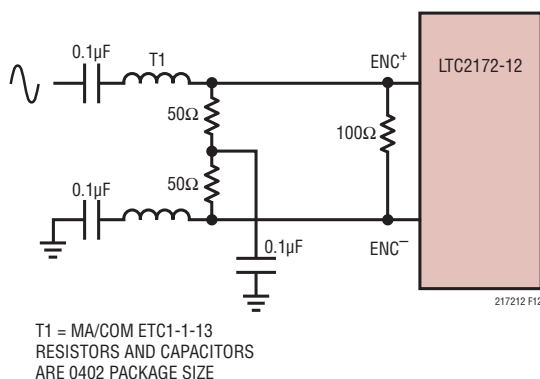 0.1µF
T1
ENC+
LTC2172-12
50Ω
100Ω
50Ω
0.1µF
0.1µF
ENC–
217212 F12
T1 = MA/COM ETC1-1-13
RESISTORS AND CAPACITORS
ARE 0402 PACKAGE SIZE